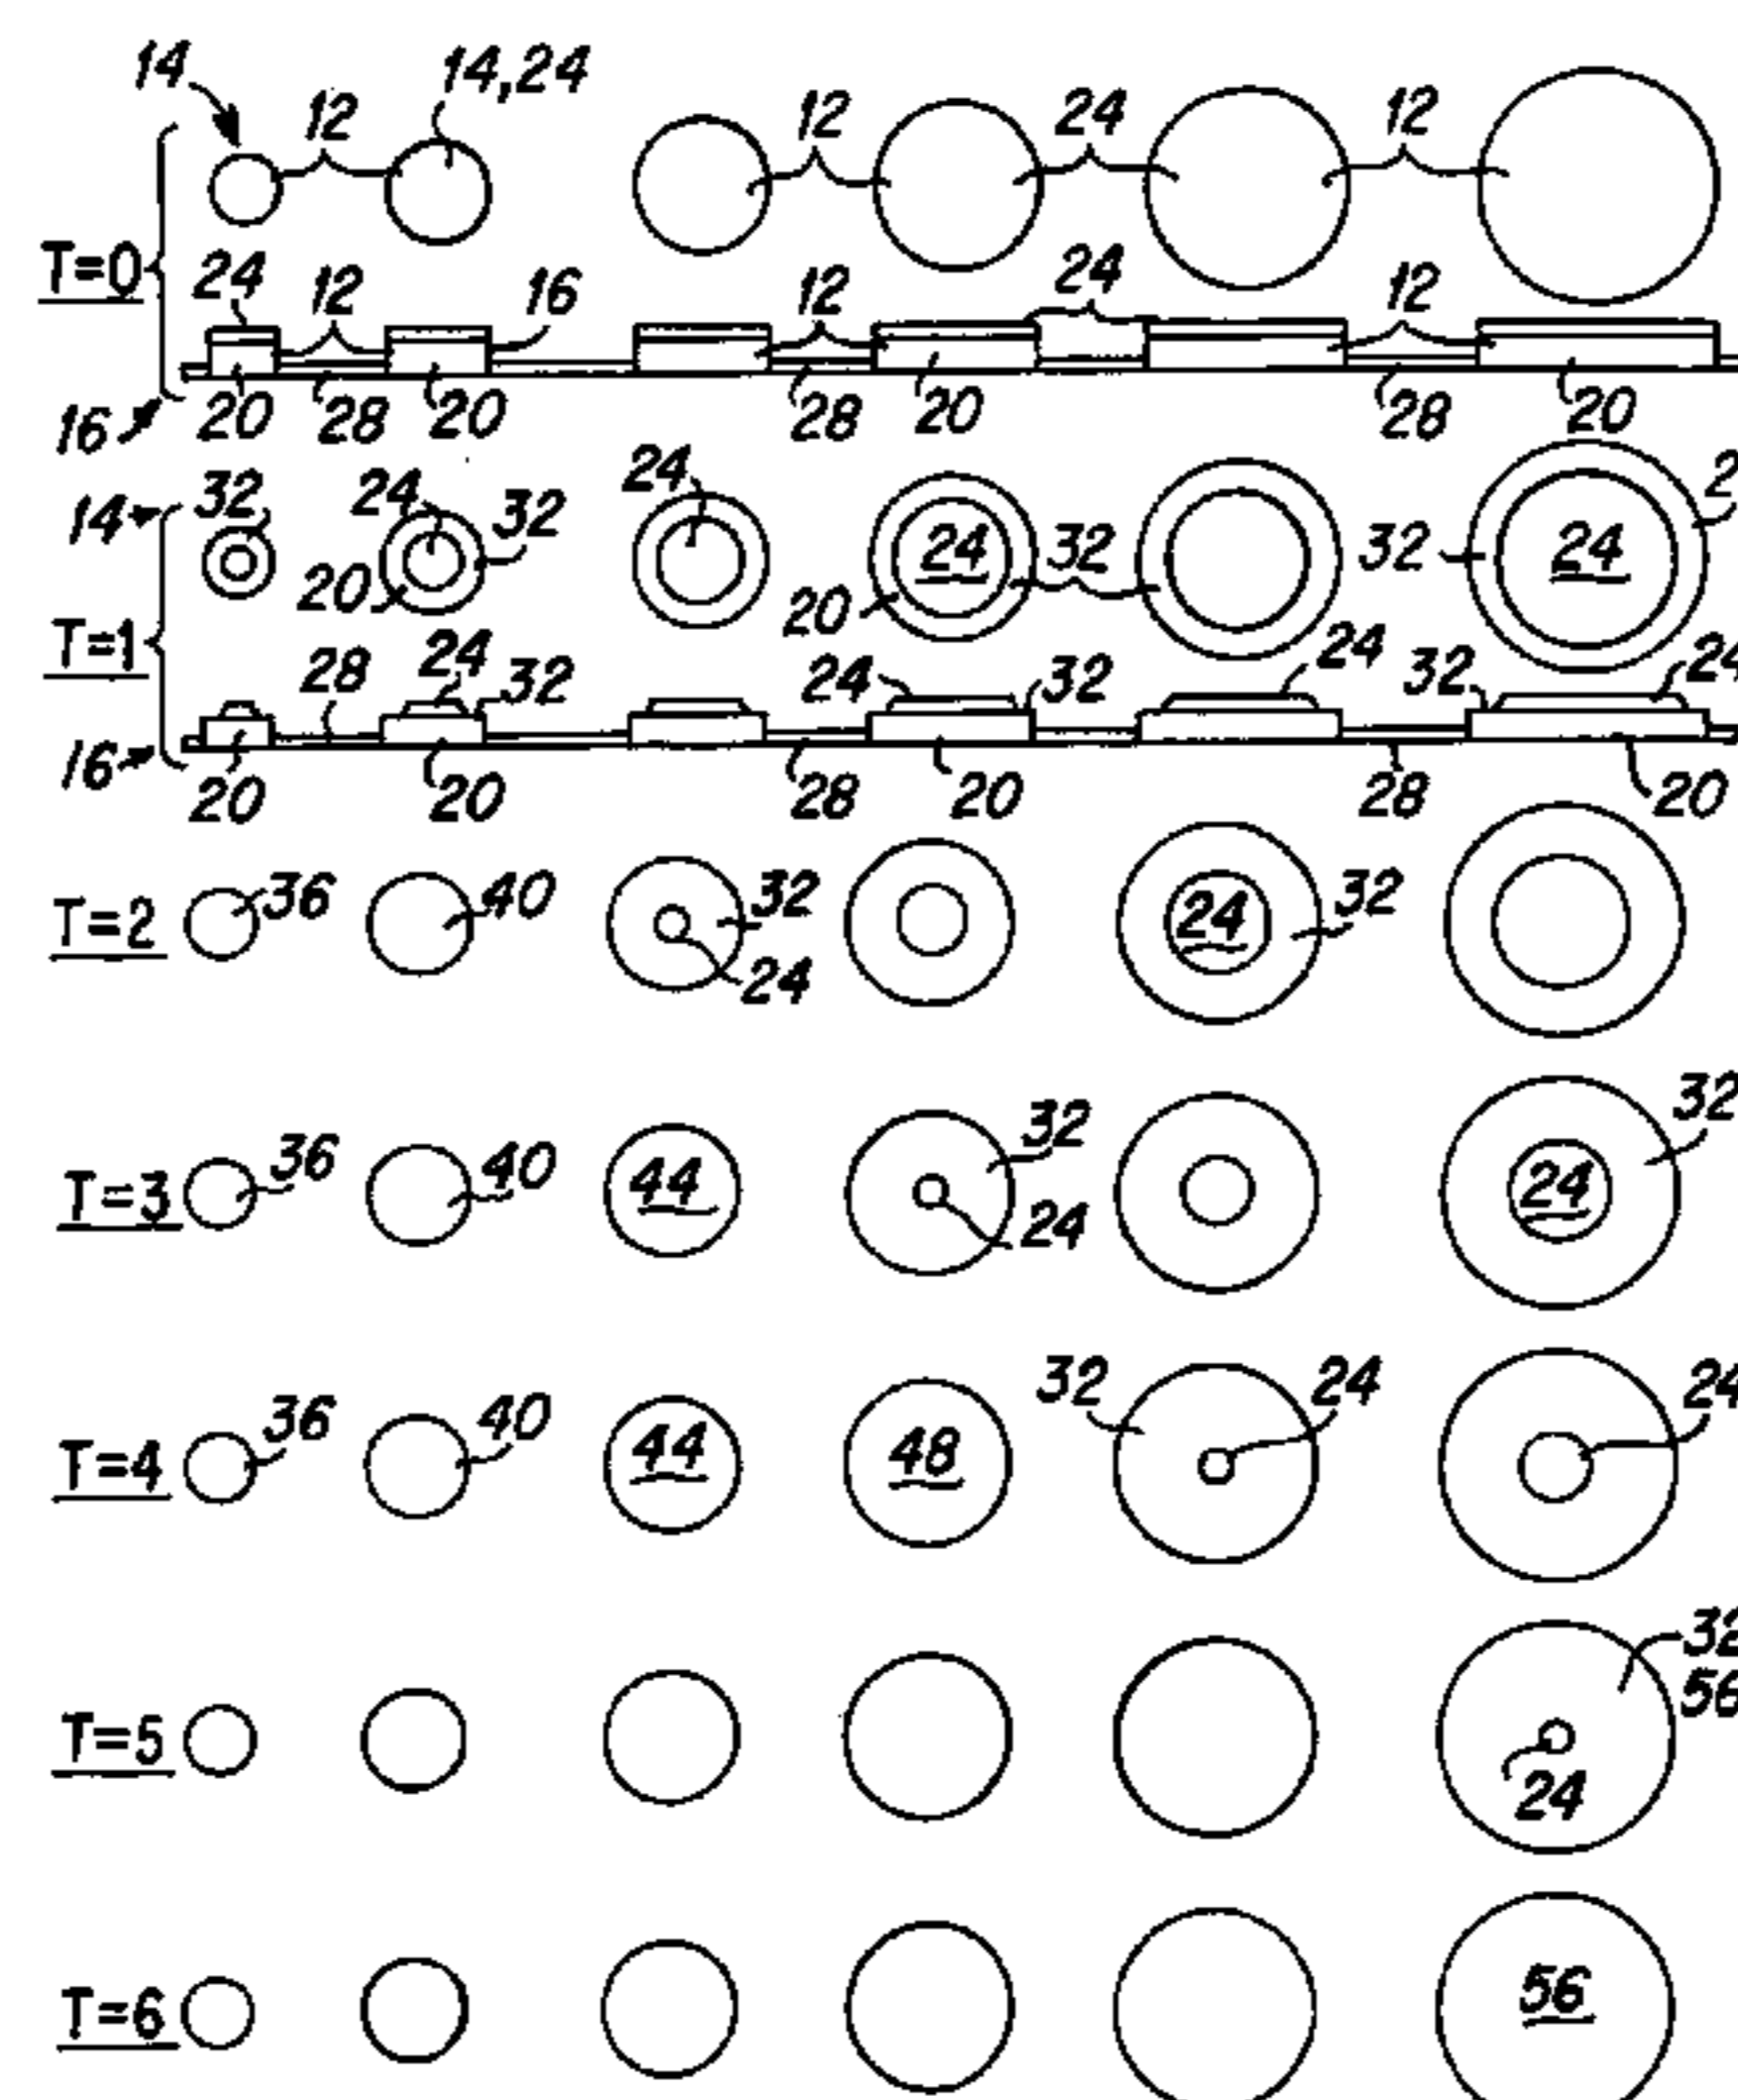 14 12 14,24 12 24 12
T=0
24 12 16 12 24 12
16 20 28 20 28 20 28 20
14 32 24 32 24 24 32 32 24
20 20
T=1
28 24 32 24 32 24 32 24
16 20 20 28 20 28 20
T=2 36 40 32 24 24 32
T=3 36 40 44 32 24 24 32
T=4 36 40 44 48 32 24 24
T=5 32 56 24
T=6 56